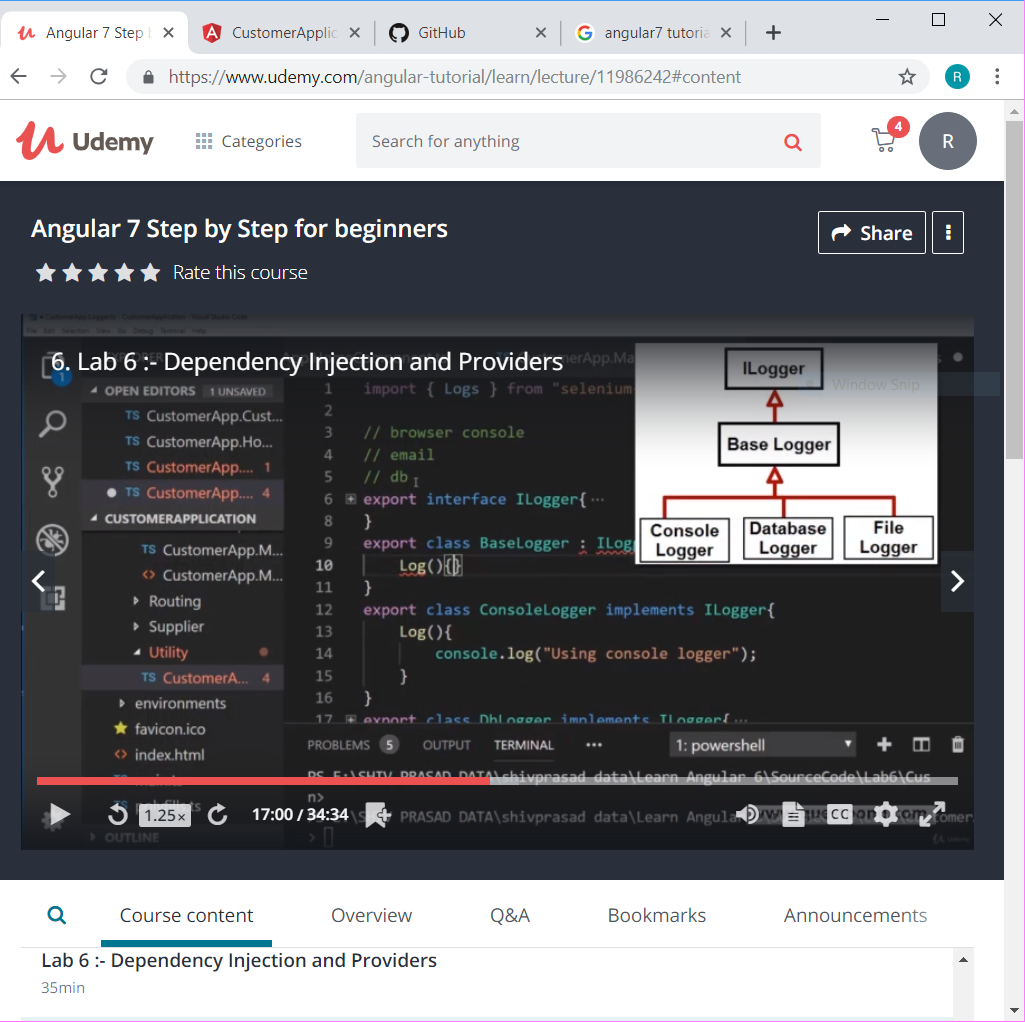 Angular 7 Step
CustomerApplic
GitHub
angular7 tutoria
https://www.udemy.com/angular-tutorial/learn/lecture/11986242#content
R
Udemy
Categories
Search for anything
4
R
Angular 7 Step by Step for beginners
Share
Rate this course
6. Lab 6 :- Dependency Injection and Providers
Window Snip
1
OPEN EDITORS 1 UNSAVED
TS CustomerApp.Cust...
TS CustomerApp.Ho...
TS CustomerApp.... 1
TS CustomerApp.... 4
CUSTOMERAPPLICATION
TS CustomerApp.M...
<> CustomerApp.M...
Routing
Supplier
Utility
TS CustomerA... 4
environments
favicon.ico
<> index.html
OUTLINE
1 import { Logs } from "selenium-
2
3 // browser console
4 // email
5 // db
6 export interface ILogger{ ...
8 }
9 export class BaseLogger : ILogg
10 Log(){}
11 }
12 export class ConsoleLogger implements ILogger{
13 Log(){
14 console.log("Using console logger");
15 }
16 }
17 export class DbLogger implements ILogger{ ...
ILogger
Base Logger
Console Logger
Database Logger
File Logger
PROBLEMS 5 OUTPUT TERMINAL ...
1: powershell
PS E:\SHIV PRASAD DATA\shivprasad data\Learn Angular 6\SourceCode\Lab6\Cus
n>
PRASAD DATA\shivprasad data\Learn Angular
1.25×
17:00 / 34:34
CC
Course content
Overview
Q&A
Bookmarks
Announcements
Lab 6 :- Dependency Injection and Providers
35min